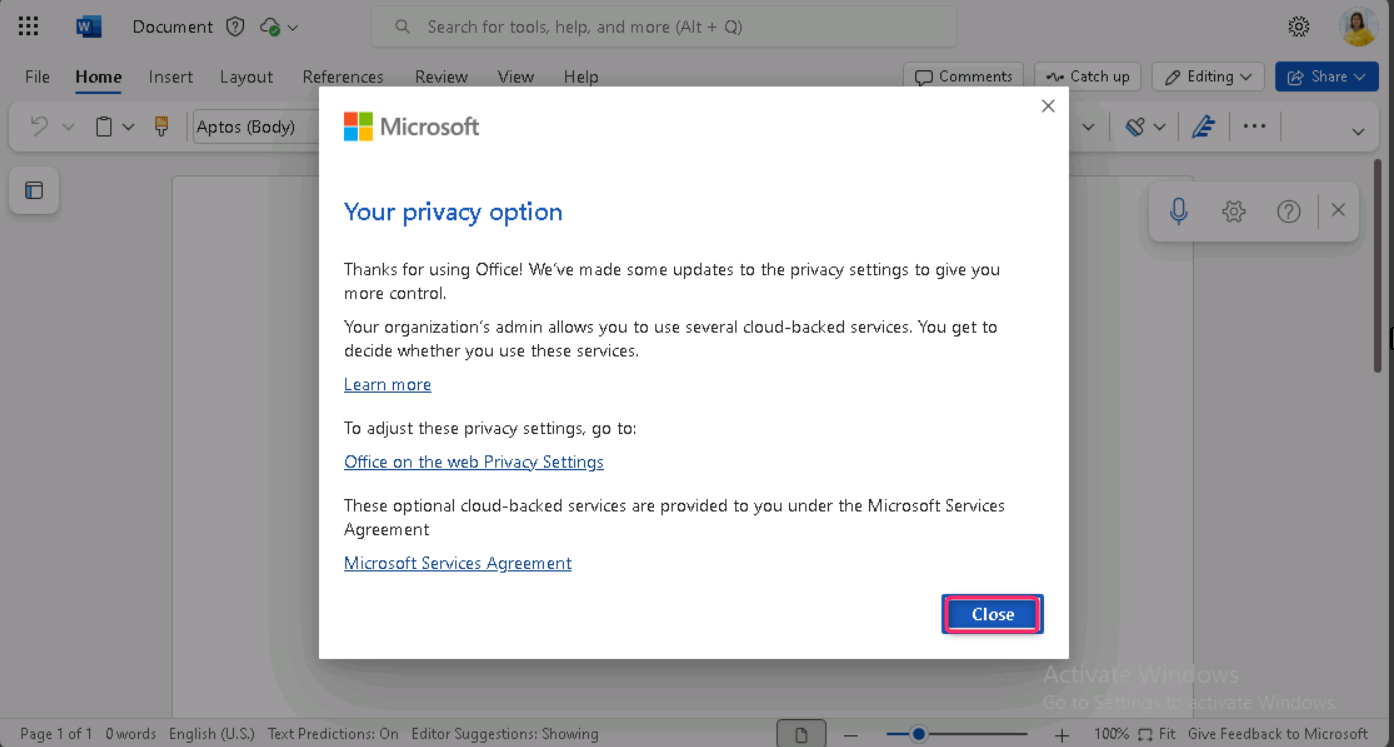 Document
Search for tools, help, and more (Alt + Q)
File Home Insert Layout References Review View Help
Comments Catch up Editing Share
Aptos (Body)
Microsoft
Your privacy option
Thanks for using Office! We've made some updates to the privacy settings to give you
more control.
Your organization's admin allows you to use several cloud-backed services. You get to
decide whether you use these services.
Learn more
To adjust these privacy settings, go to:
Office on the web Privacy Settings
These optional cloud-backed services are provided to you under the Microsoft Services
Agreement
Microsoft Services Agreement
Close
Activate Windows
Go to Settings to activate Windows.
Page 1 of 1 0 words English (U.S.) Text Predictions: On Editor Suggestions: Showing 100% Fit Give Feedback to Microsoft